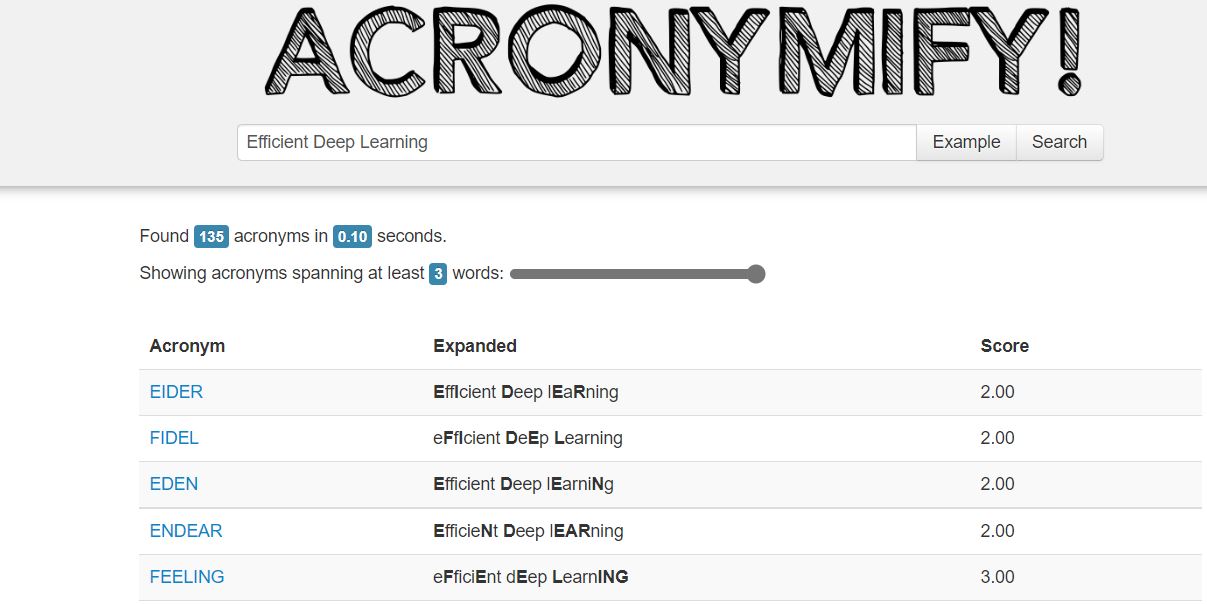 ACRONYMIFY!
Efficient Deep Learning Example Search
Found 135 acronyms in 0.10 seconds.
Showing acronyms spanning at least 3 words:
Acronym Expanded Score
EIDER EffIcient Deep lEaRning 2.00
FIDEL eFfIcient DeEp Learning 2.00
EDEN Efficient Deep lEarniNg 2.00
ENDEAR EfficieNt Deep lEARning 2.00
FEELING eFficiEnt dEep LearnING 3.00